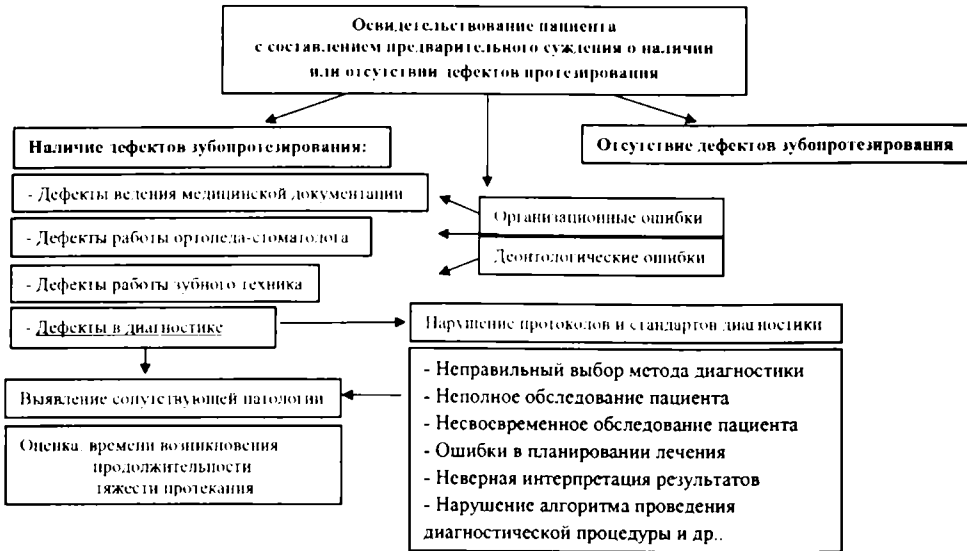 Освидетельствование пациента
с составлением предварительного суждения о наличии
или отсутствии дефектов протезирования
Наличие дефектов зубопротезирования:
Отсутствие дефектов зубопротезирования
- Дефекты ведения медицинской документации
- Дефекты работы ортопеда-стоматолога
- Дефекты работы зубного техника
- Дефекты в диагностике
Организационные ошибки
Деонтологические ошибки
Нарушение протоколов и стандартов диагностики
- Неправильный выбор метода диагностики
- Неполное обследование пациента
- Несвоевременное обследование пациента
- Ошибки в планировании лечения
- Неверная интерпретация результатов
- Нарушение алгоритма проведения
диагностической процедуры и др..
Выявление сопутствующей патологии
Оценка: времени возникновения
продолжительности
тяжести протекания